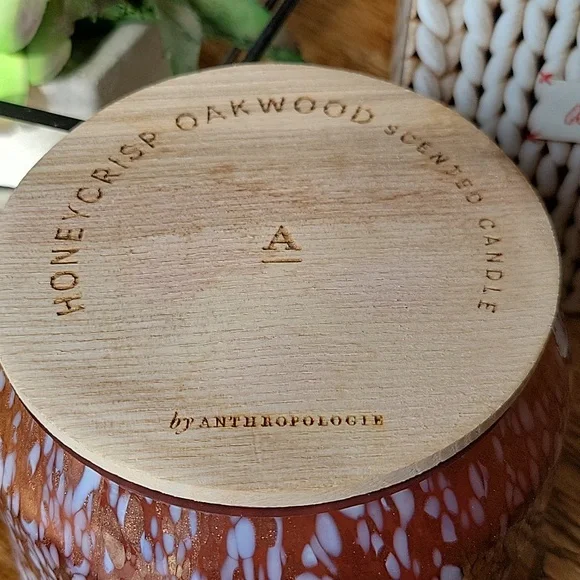 HONEYCRISP OAKWOOD SCENTED CANDLE
A
by ANTHROPOLOGIE